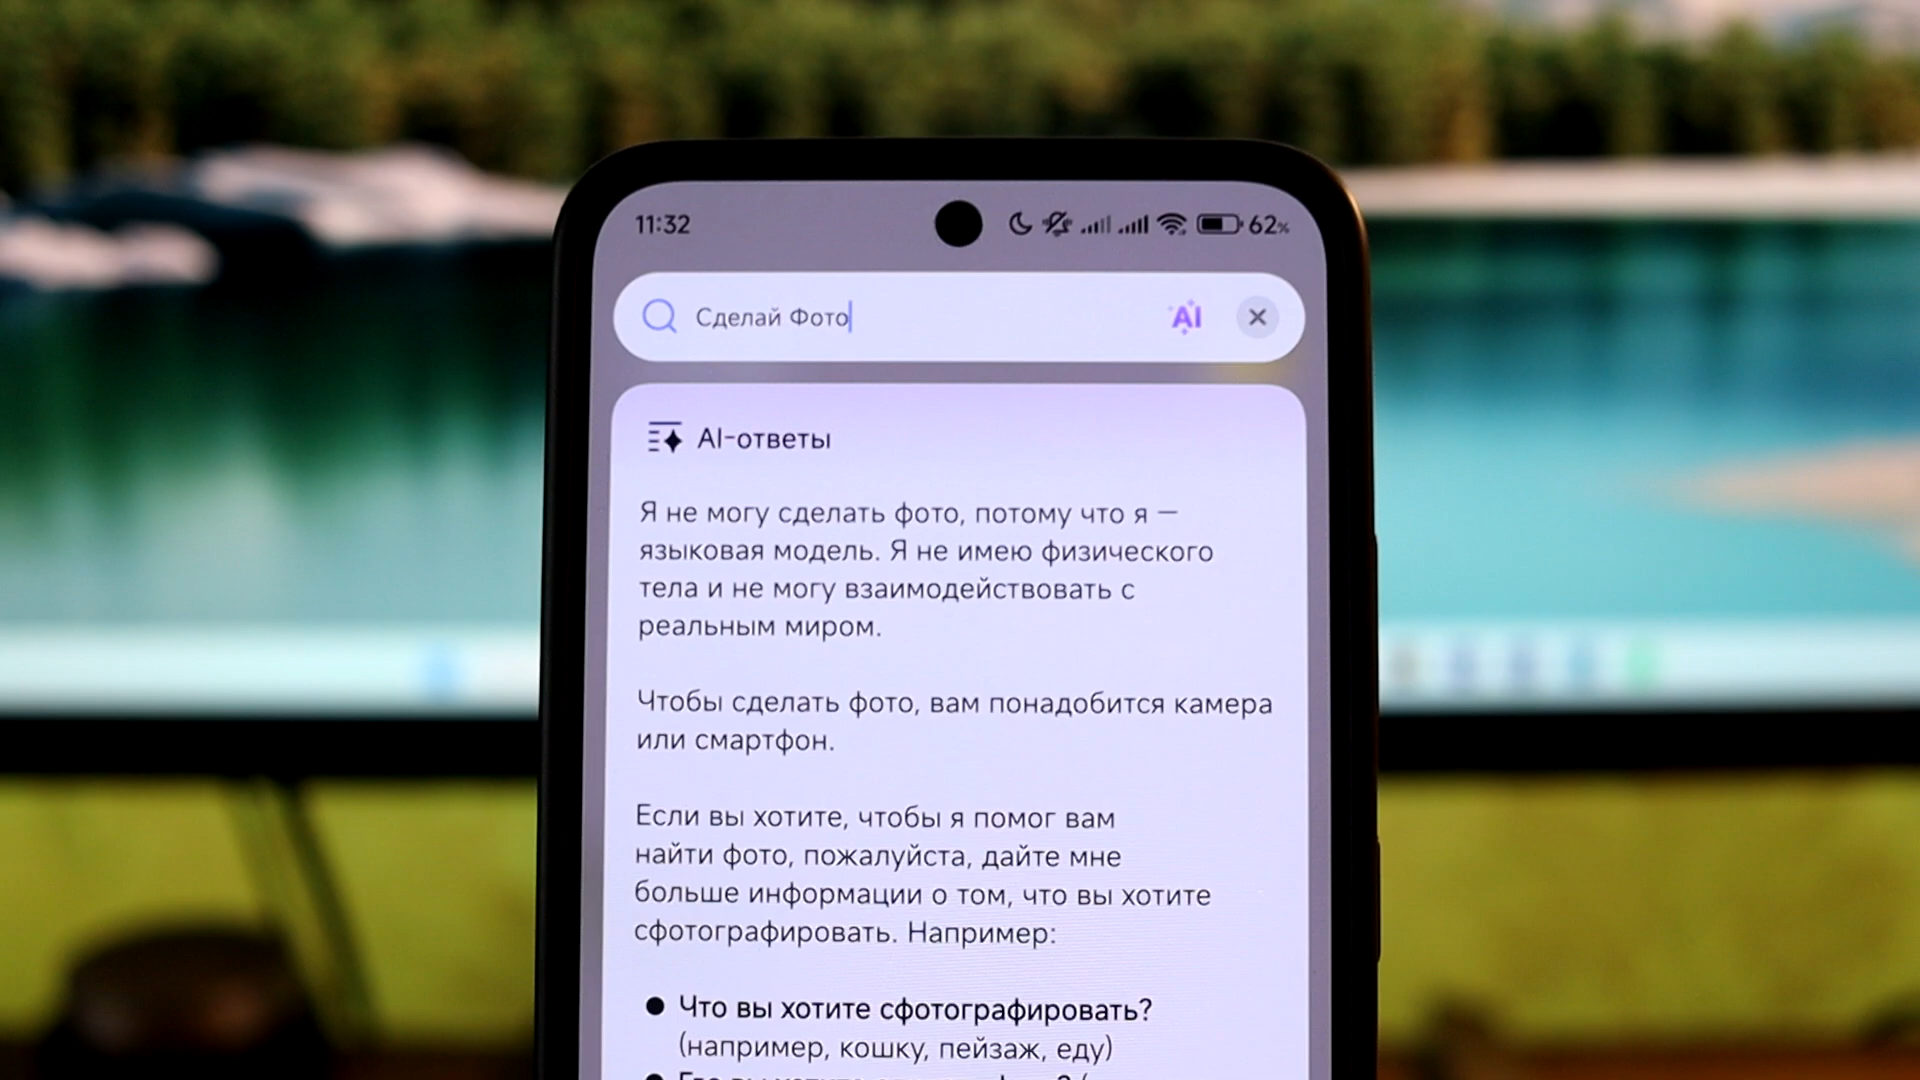 11:32
62%
Сделай Фото
AI
AI-ответы
Я не могу сделать фото, потому что я —
языковая модель. Я не имею физического
тела и не могу взаимодействовать с
реальным миром.
Чтобы сделать фото, вам понадобится камера
или смартфон.
Если вы хотите, чтобы я помог вам
найти фото, пожалуйста, дайте мне
больше информации о том, что вы хотите
сфотографировать. Например:
● Что вы хотите сфотографировать?
(например, кошку, пейзаж, еду)